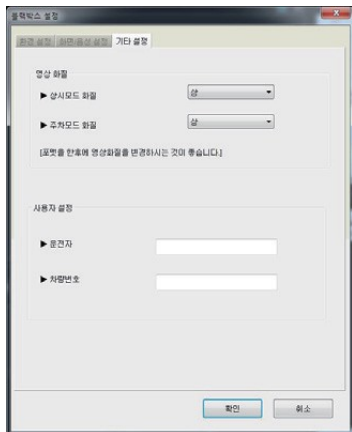 블랙박스 설정
환경 설정 화면/음성 설정 기타 설정
영상 화질
▶ 상시모드 화질 상
▶ 주차모드 화질 상
[포멧을 한후에 영상화질을 변경하시는 것이 좋습니다.]
사용자 설정
▶ 운전자
▶ 차량번호
확인 취소